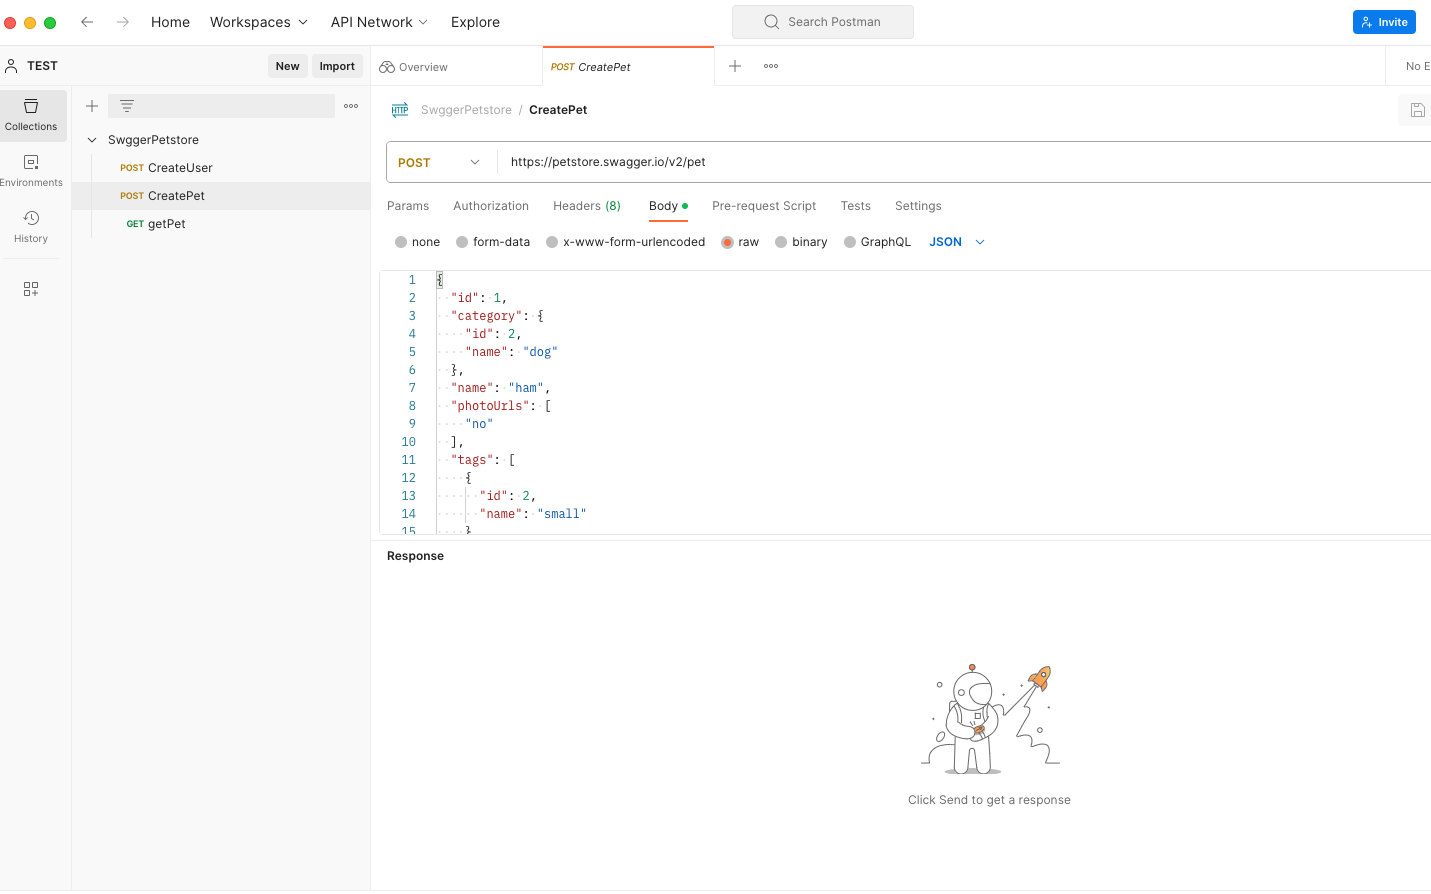 Home Workspaces API Network Explore Search Postman Invite
TEST New Import Overview POST CreatePet No E
Collections
HTTP SwggerPetstore / CreatePet
SwggerPetstore
POST CreateUser
POST CreatePet
GET getPet
Environments
History
POST https://petstore.swagger.io/v2/pet
Params Authorization Headers (8) Body Pre-request Script Tests Settings
none form-data x-www-form-urlencoded raw binary GraphQL JSON
1 {
2 "id": 1,
3 "category": {
4 "id": 2,
5 "name": "dog"
6 },
7 "name": "ham",
8 "photoUrls": [
9 "no"
10 ],
11 "tags": [
12 {
13 "id": 2,
14 "name": "small"
15 }
Response
Click Send to get a response